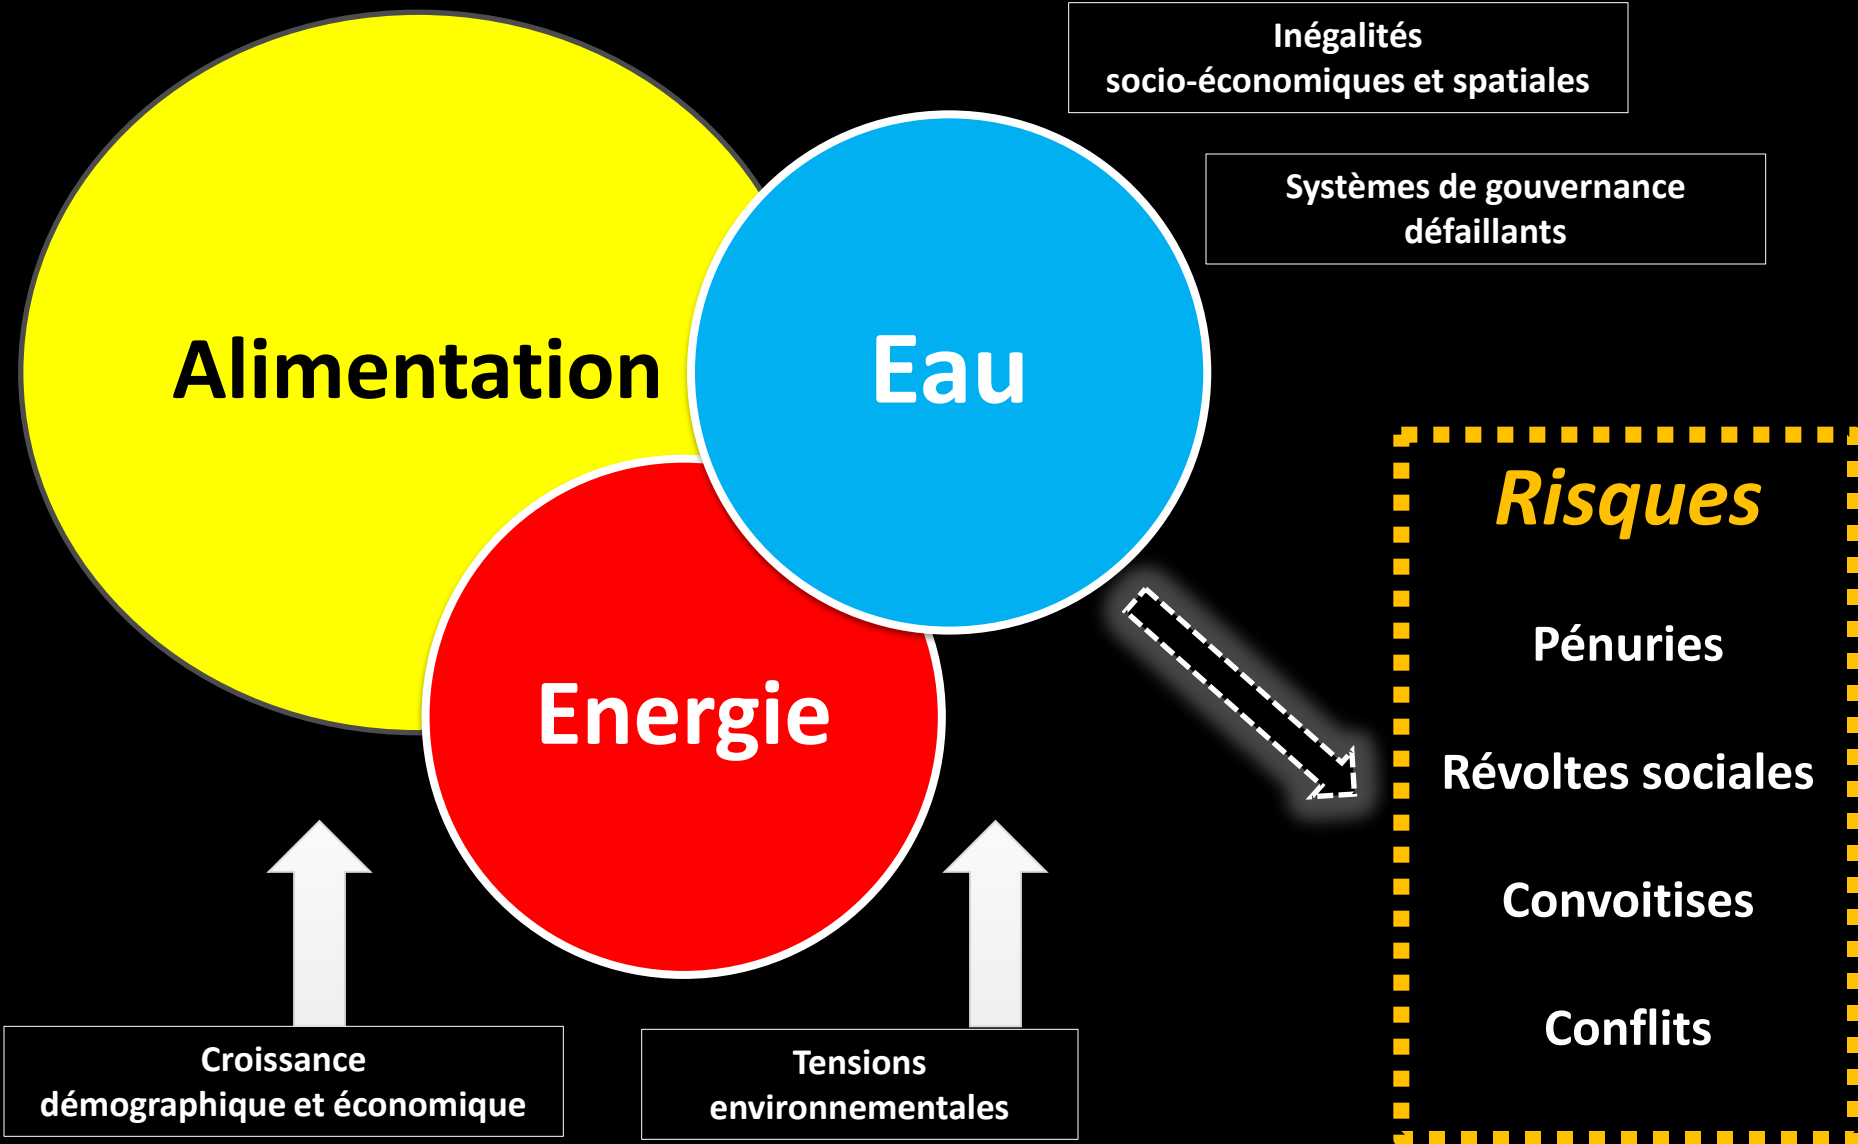 Inégalités
socio-économiques et spatiales
Systèmes de gouvernance
défaillants
Alimentation
Eau
Energie
Risques
Pénuries
Révoltes sociales
Convoitises
Conflits
Croissance
démographique et économique
Tensions
environnementales